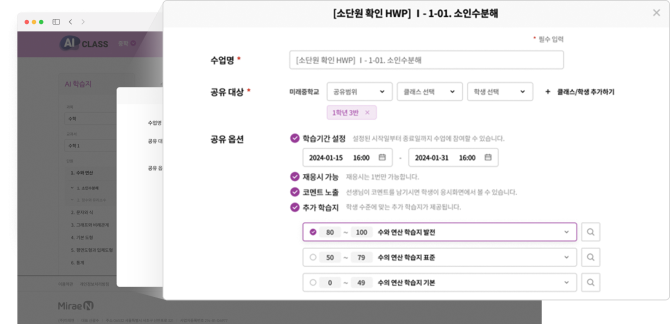 [소단원 확인 HWP] Ⅰ - 1-01. 소인수분해
* 필수 입력
수업명 *
[소단원 확인 HWP] Ⅰ - 1-01. 소인수분해
공유 대상 *
미래중학교
공유범위
클래스 선택
학생 선택
+ 클래스/학생 추가하기
1학년 3반 ×
공유 옵션
학습기간 설정 설정된 시작일부터 종료일까지 수업에 참여할 수 있습니다.
2024-01-15 16:00 - 2024-01-31 16:00
재응시 가능 재응시는 1번만 가능합니다.
코멘트 노출 선생님이 코멘트를 남기시면 학생의 응시화면에서 볼 수 있습니다.
추가 학습지 학생 수준에 맞는 추가 학습지가 제공됩니다.
80 ~ 100 수와 연산 학습지 발전
50 ~ 79 수의 연산 학습지 표준
0 ~ 49 수의 연산 학습지 기본
AI CLASS
AI 학습지
수업명
공유 대
공유 옵
Mirae N